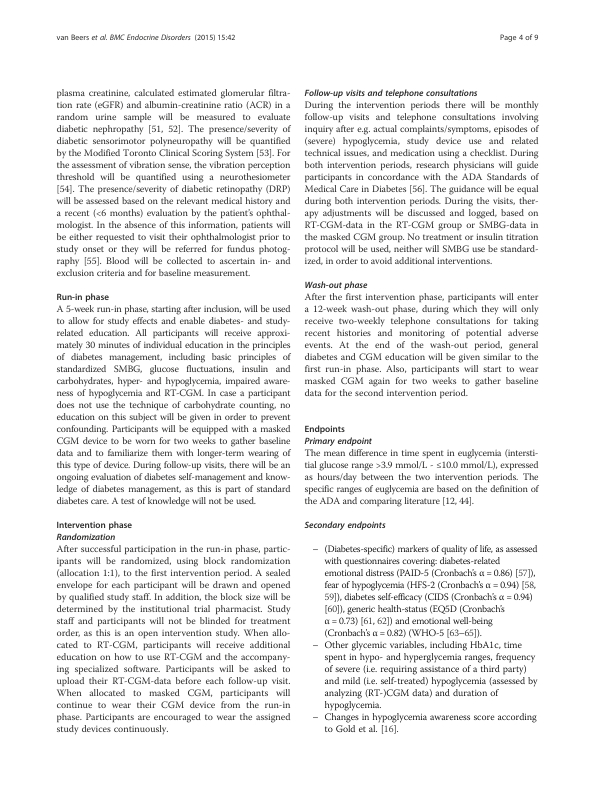 van Beers et al. BMC Endocrine Disorders (2015) 15:42
Page 4 of 9
plasma creatinine, calculated estimated glomerular filtra-
tion rate (eGFR) and albumin-creatinine ratio (ACR) in a
random urine sample will be measured to evaluate
diabetic nephropathy [51, 52]. The presence/severity of
diabetic sensorimotor polyneuropathy will be quantified
by the Modified Toronto Clinical Scoring System [53]. For
the assessment of vibration sense, the vibration perception
threshold will be quantified using a neurothesiometer
[54]. The presence/severity of diabetic retinopathy (DRP)
will be assessed based on the relevant medical history and
a recent (<6 months) evaluation by the patient's ophthal-
mologist. In the absence of this information, patients will
be either requested to visit their ophthalmologist prior to
study onset or they will be referred for fundus photog-
raphy [55]. Blood will be collected to ascertain in- and
exclusion criteria and for baseline measurement.
Run-in phase
A 5-week run-in phase, starting after inclusion, will be used
to allow for study effects and enable diabetes- and study-
related education. All participants will receive approxi-
mately 30 minutes of individual education in the principles
of diabetes management, including basic principles of
standardized SMBG, glucose fluctuations, insulin and
carbohydrates, hyper- and hypoglycemia, impaired aware-
ness of hypoglycemia and RT-CGM. In case a participant
does not use the technique of carbohydrate counting, no
education on this subject will be given in order to prevent
confounding. Participants will be equipped with a masked
CGM device to be worn for two weeks to gather baseline
data and to familiarize them with longer-term wearing of
this type of device. During follow-up visits, there will be an
ongoing evaluation of diabetes self-management and know-
ledge of diabetes management, as this is part of standard
diabetes care. A test of knowledge will not be used.
Intervention phase
Randomization
After successful participation in the run-in phase, partic-
ipants will be randomized, using block randomization
(allocation 1:1), to the first intervention period. A sealed
envelope for each participant will be drawn and opened
by qualified study staff. In addition, the block size will be
determined by the institutional trial pharmacist. Study
staff and participants will not be blinded for treatment
order, as this is an open intervention study. When allo-
cated to RT-CGM, participants will receive additional
education on how to use RT-CGM and the accompany-
ing specialized software. Participants will be asked to
upload their RT-CGM-data before each follow-up visit.
When allocated to masked CGM, participants will
continue to wear their CGM device from the run-in
phase. Participants are encouraged to wear the assigned
study devices continuously.
Follow-up visits and telephone consultations
During the intervention periods there will be monthly
follow-up visits and telephone consultations involving
inquiry after e.g. actual complaints/symptoms, episodes of
(severe) hypoglycemia, study device use and related
technical issues, and medication using a checklist. During
both intervention periods, research physicians will guide
participants in concordance with the ADA Standards of
Medical Care in Diabetes [56]. The guidance will be equal
during both intervention periods. During the visits, ther-
apy adjustments will be discussed and logged, based on
RT-CGM-data in the RT-CGM group or SMBG-data in
the masked CGM group. No treatment or insulin titration
protocol will be used, neither will SMBG use be standard-
ized, in order to avoid additional interventions.
Wash-out phase
After the first intervention phase, participants will enter
a 12-week wash-out phase, during which they will only
receive two-weekly telephone consultations for taking
recent histories and monitoring of potential adverse
events. At the end of the wash-out period, general
diabetes and CGM education will be given similar to the
first run-in phase. Also, participants will start to wear
masked CGM again for two weeks to gather baseline
data for the second intervention period.
Endpoints
Primary endpoint
The mean difference in time spent in euglycemia (intersti-
tial glucose range >3.9 mmol/L - ≤10.0 mmol/L), expressed
as hours/day between the two intervention periods. The
specific ranges of euglycemia are based on the definition of
the ADA and comparing literature [12, 44].
Secondary endpoints
– (Diabetes-specific) markers of quality of life, as assessed
with questionnaires covering: diabetes-related
emotional distress (PAID-5 (Cronbach's α = 0.86) [57]),
fear of hypoglycemia (HFS-2 (Cronbach's α = 0.94) [58,
59]), diabetes self-efficacy (CIDS (Cronbach's α = 0.94)
[60]), generic health-status (EQ5D (Cronbach's
α = 0.73) [61, 62]) and emotional well-being
(Cronbach's α = 0.82) (WHO-5 [63–65]).
– Other glycemic variables, including HbA1c, time
spent in hypo- and hyperglycemia ranges, frequency
of severe (i.e. requiring assistance of a third party)
and mild (i.e. self-treated) hypoglycemia (assessed by
analyzing (RT-)CGM data) and duration of
hypoglycemia.
– Changes in hypoglycemia awareness score according
to Gold et al. [16].